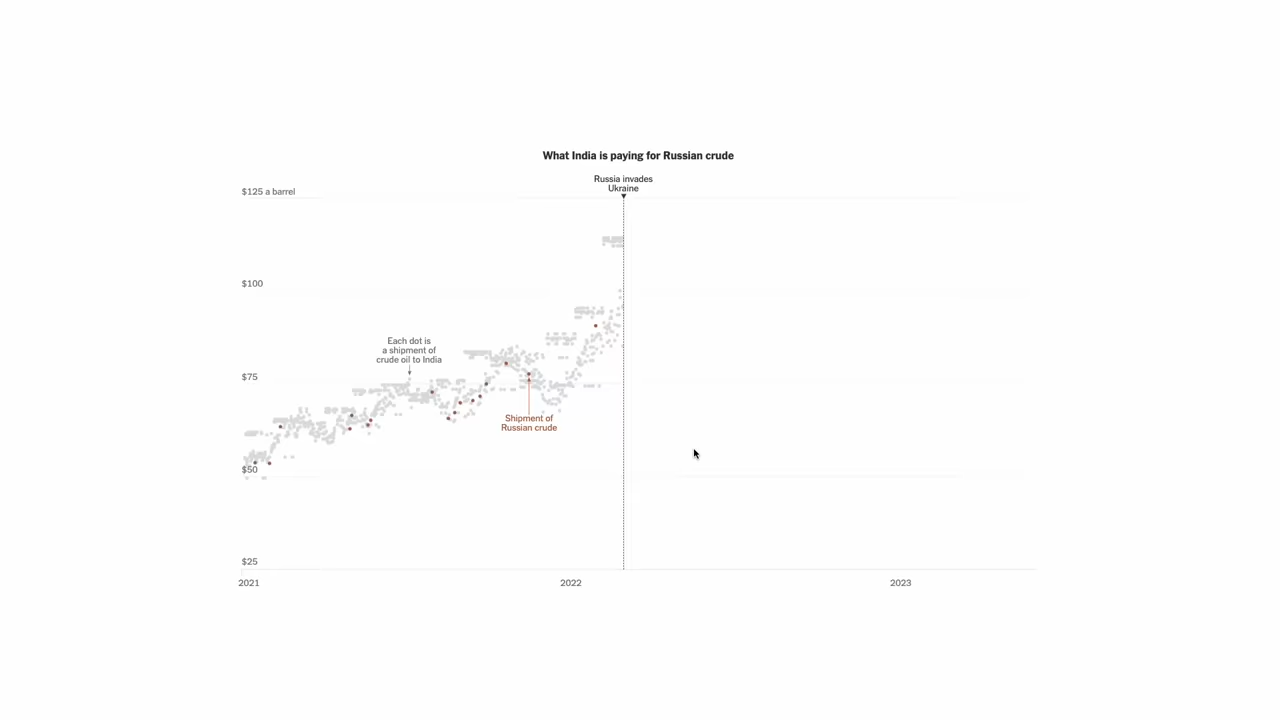 What India is paying for Russian crude
Russia invades
Ukraine
$125 a barrel
$100
Each dot is
a shipment of
crude oil to India
$75
Shipment of
Russian crude
$50
$25
2021
2022
2023